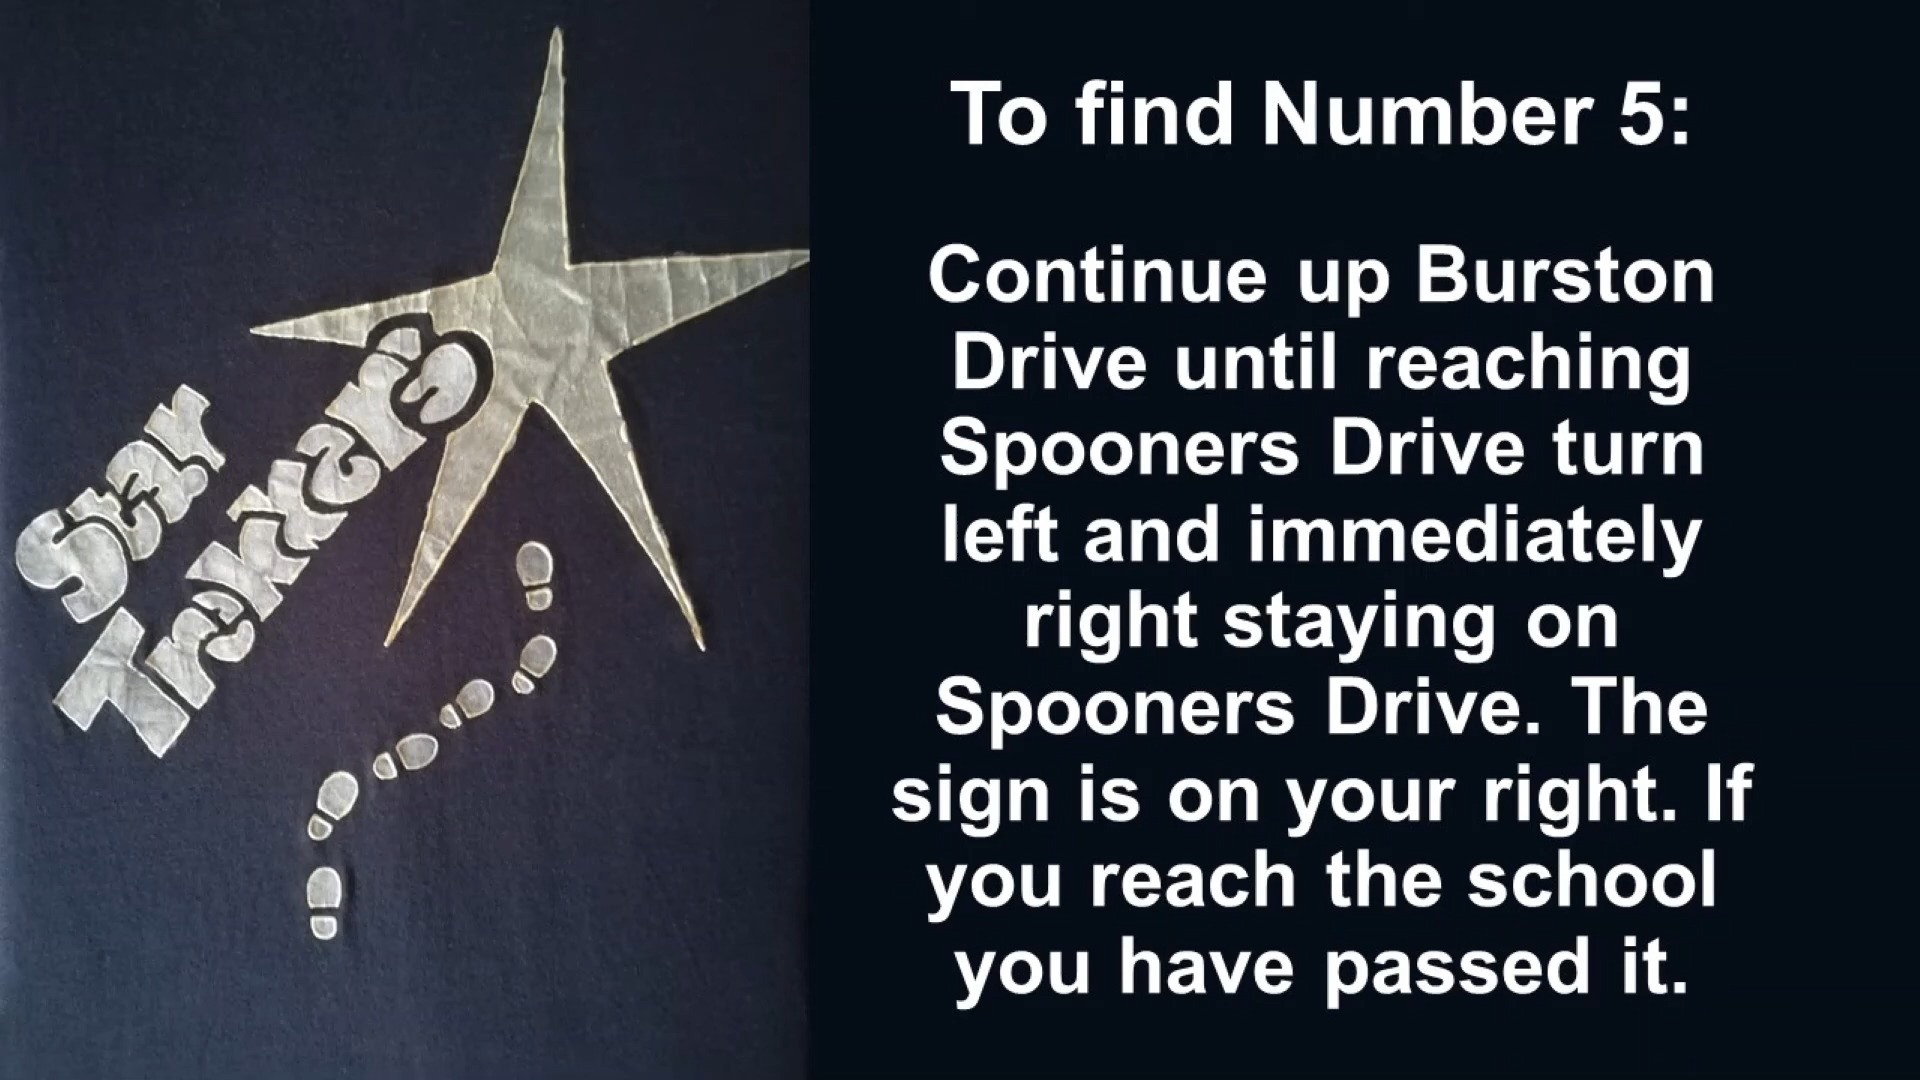 Star
Trekkers
To find Number 5:
Continue up Burston
Drive until reaching
Spooners Drive turn
left and immediately
right staying on
Spooners Drive. The
sign is on your right. If
you reach the school
you have passed it.